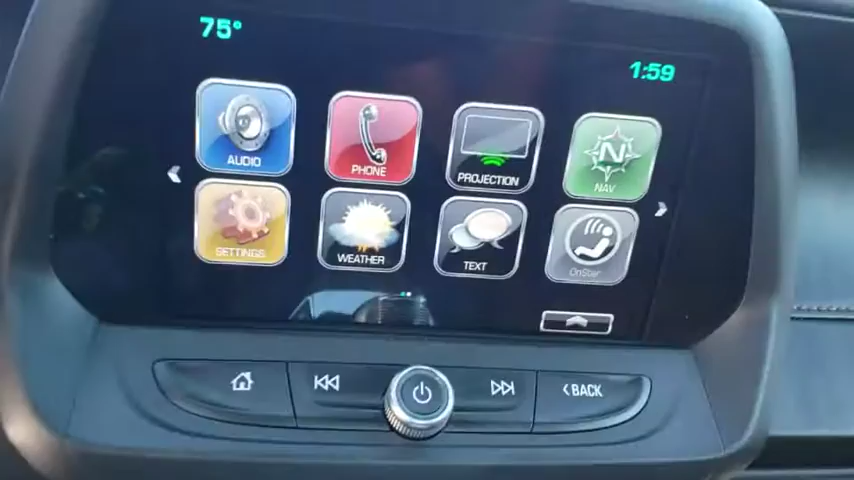 75°
1:59
AUDIO
PHONE
PROJECTION
N
NAV
SETTINGS
WEATHER
TEXT
OnStar
BACK